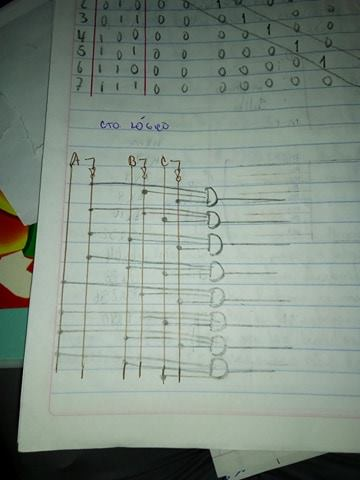 2 0 1 0 0 0 1 0
3 0 1 1 0 0 0 1 0
4 1 0 0 0 0 0 0 1 0
5 1 0 1 0 0 0 0 0 1 0
6 1 1 0 0 0 0 0 0 0 1
7 1 1 1 0 0 0 0 0 0 0
cto lógico
A B C